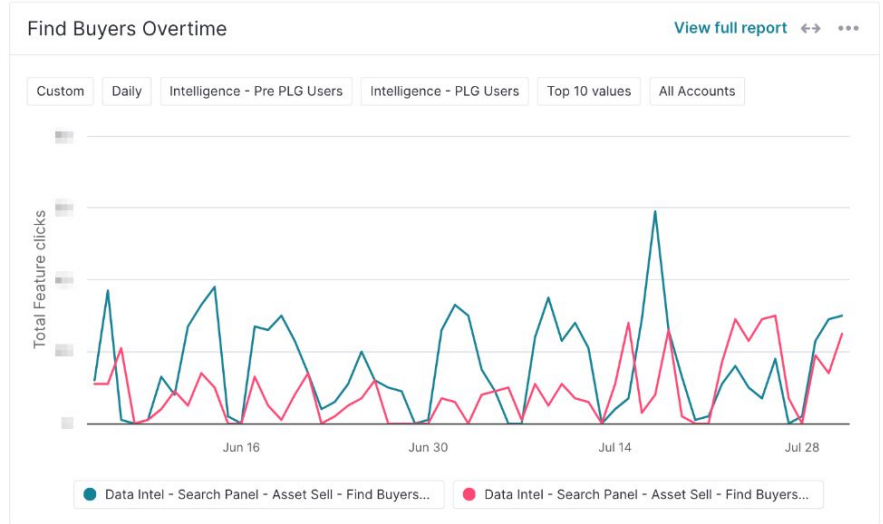 Find Buyers Overtime
View full report
Custom Daily Intelligence - Pre PLG Users Intelligence - PLG Users Top 10 values All Accounts
Total Feature clicks
Jun 16 Jun 30 Jul 14 Jul 28
Data Intel - Search Panel - Asset Sell - Find Buyers... Data Intel - Search Panel - Asset Sell - Find Buyers...